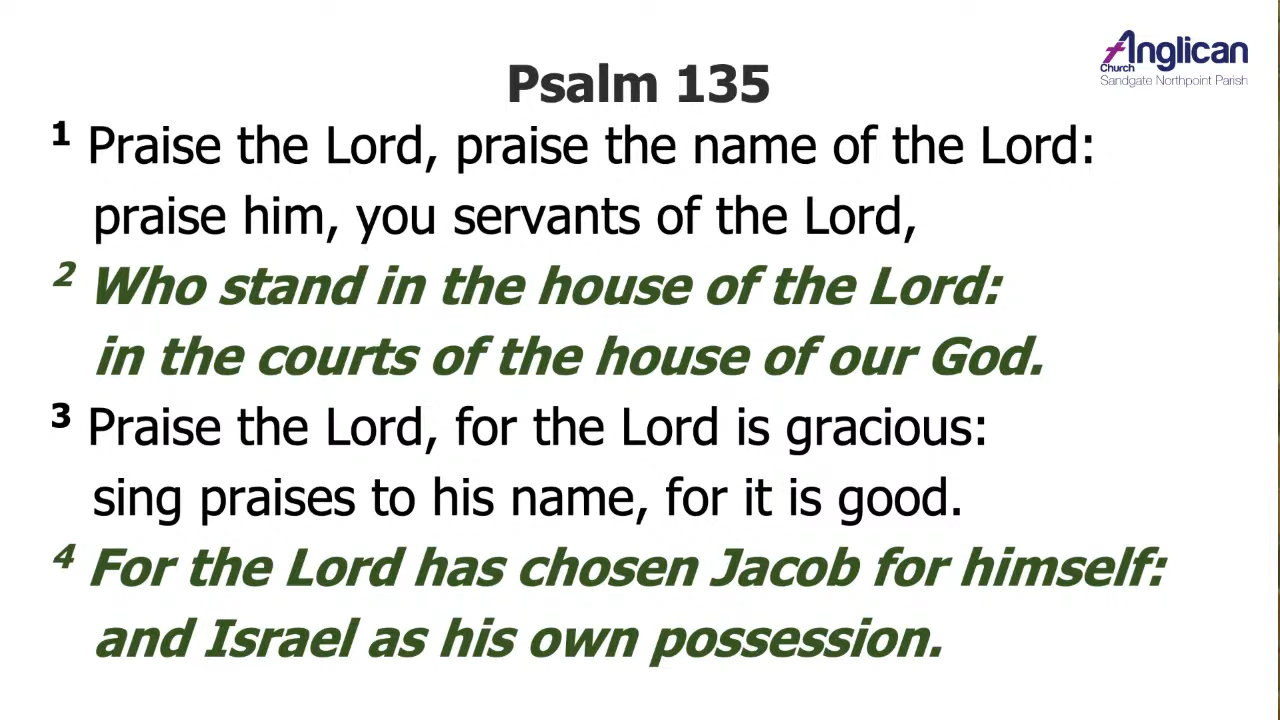 Anglican
Church
Sandgate Northpoint Parish
Psalm 135
1 Praise the Lord, praise the name of the Lord:
praise him, you servants of the Lord,
2 Who stand in the house of the Lord:
in the courts of the house of our God.
3 Praise the Lord, for the Lord is gracious:
sing praises to his name, for it is good.
4 For the Lord has chosen Jacob for himself:
and Israel as his own possession.